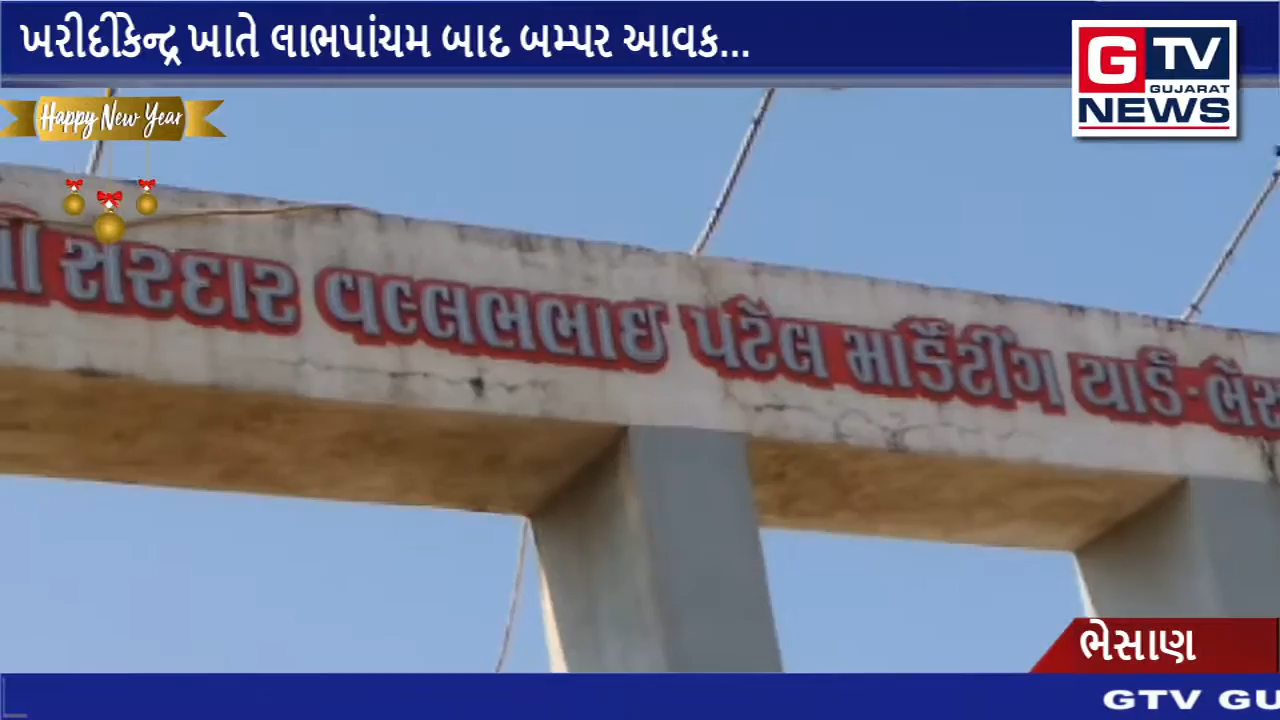 ખરીદીકેન્દ્ર ખાતે લાભપાંચમ બાદ બમ્પર આવક...
GTV
GUJARAT
NEWS
Happy New Year
સરદાર વલ્લભભાઇ પટેલ માર્કેટીંગ યાર્ડ - ભેંસ
ભેસાણ
GTV GU